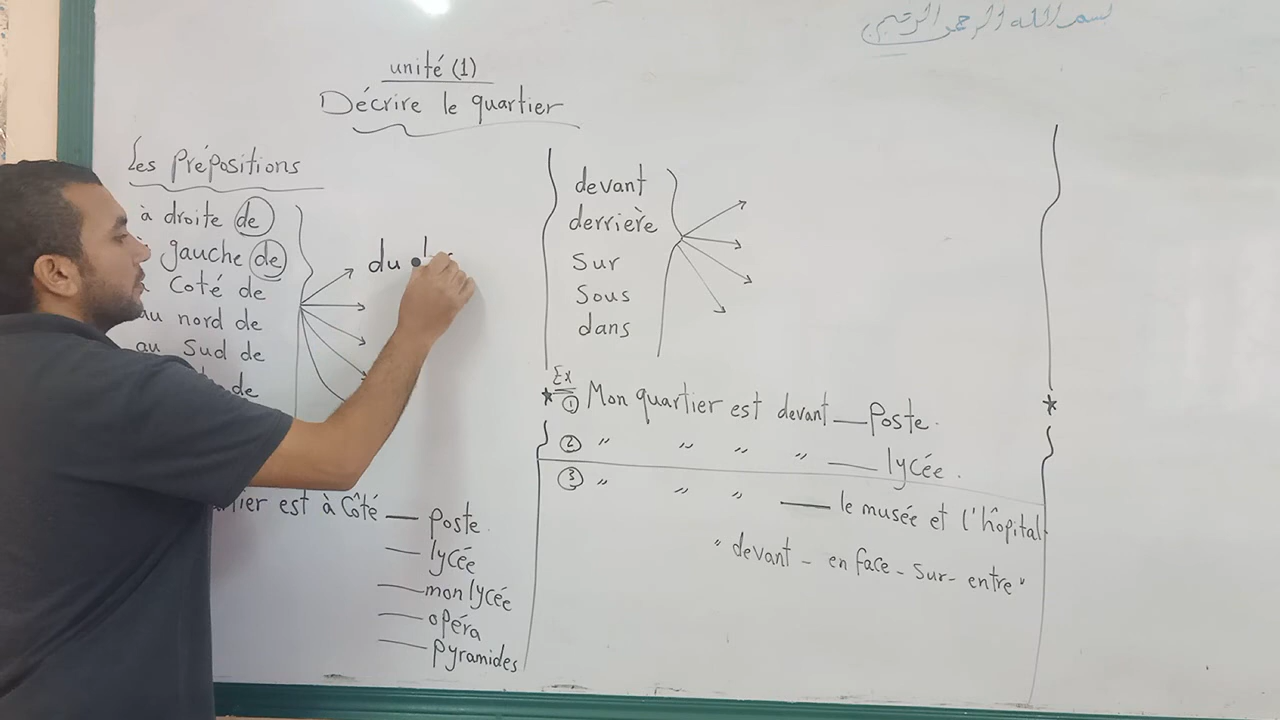 بسم الله الرحمن الرحيم
unité (1)
Décrire le quartier
Les prépositions
à droite de
gauche de
Coté de
au nord de
au Sud de
de
du
est à Côté — poste.
— lycée
— mon lycée
— opéra
— pyramides
devant
derrière
Sur
Sous
dans
Ex
① Mon quartier est devant — Poste.
② " " " " — lycée.
③ " " " — le musée et l'hôpital
" devant - en face - sur - entre "